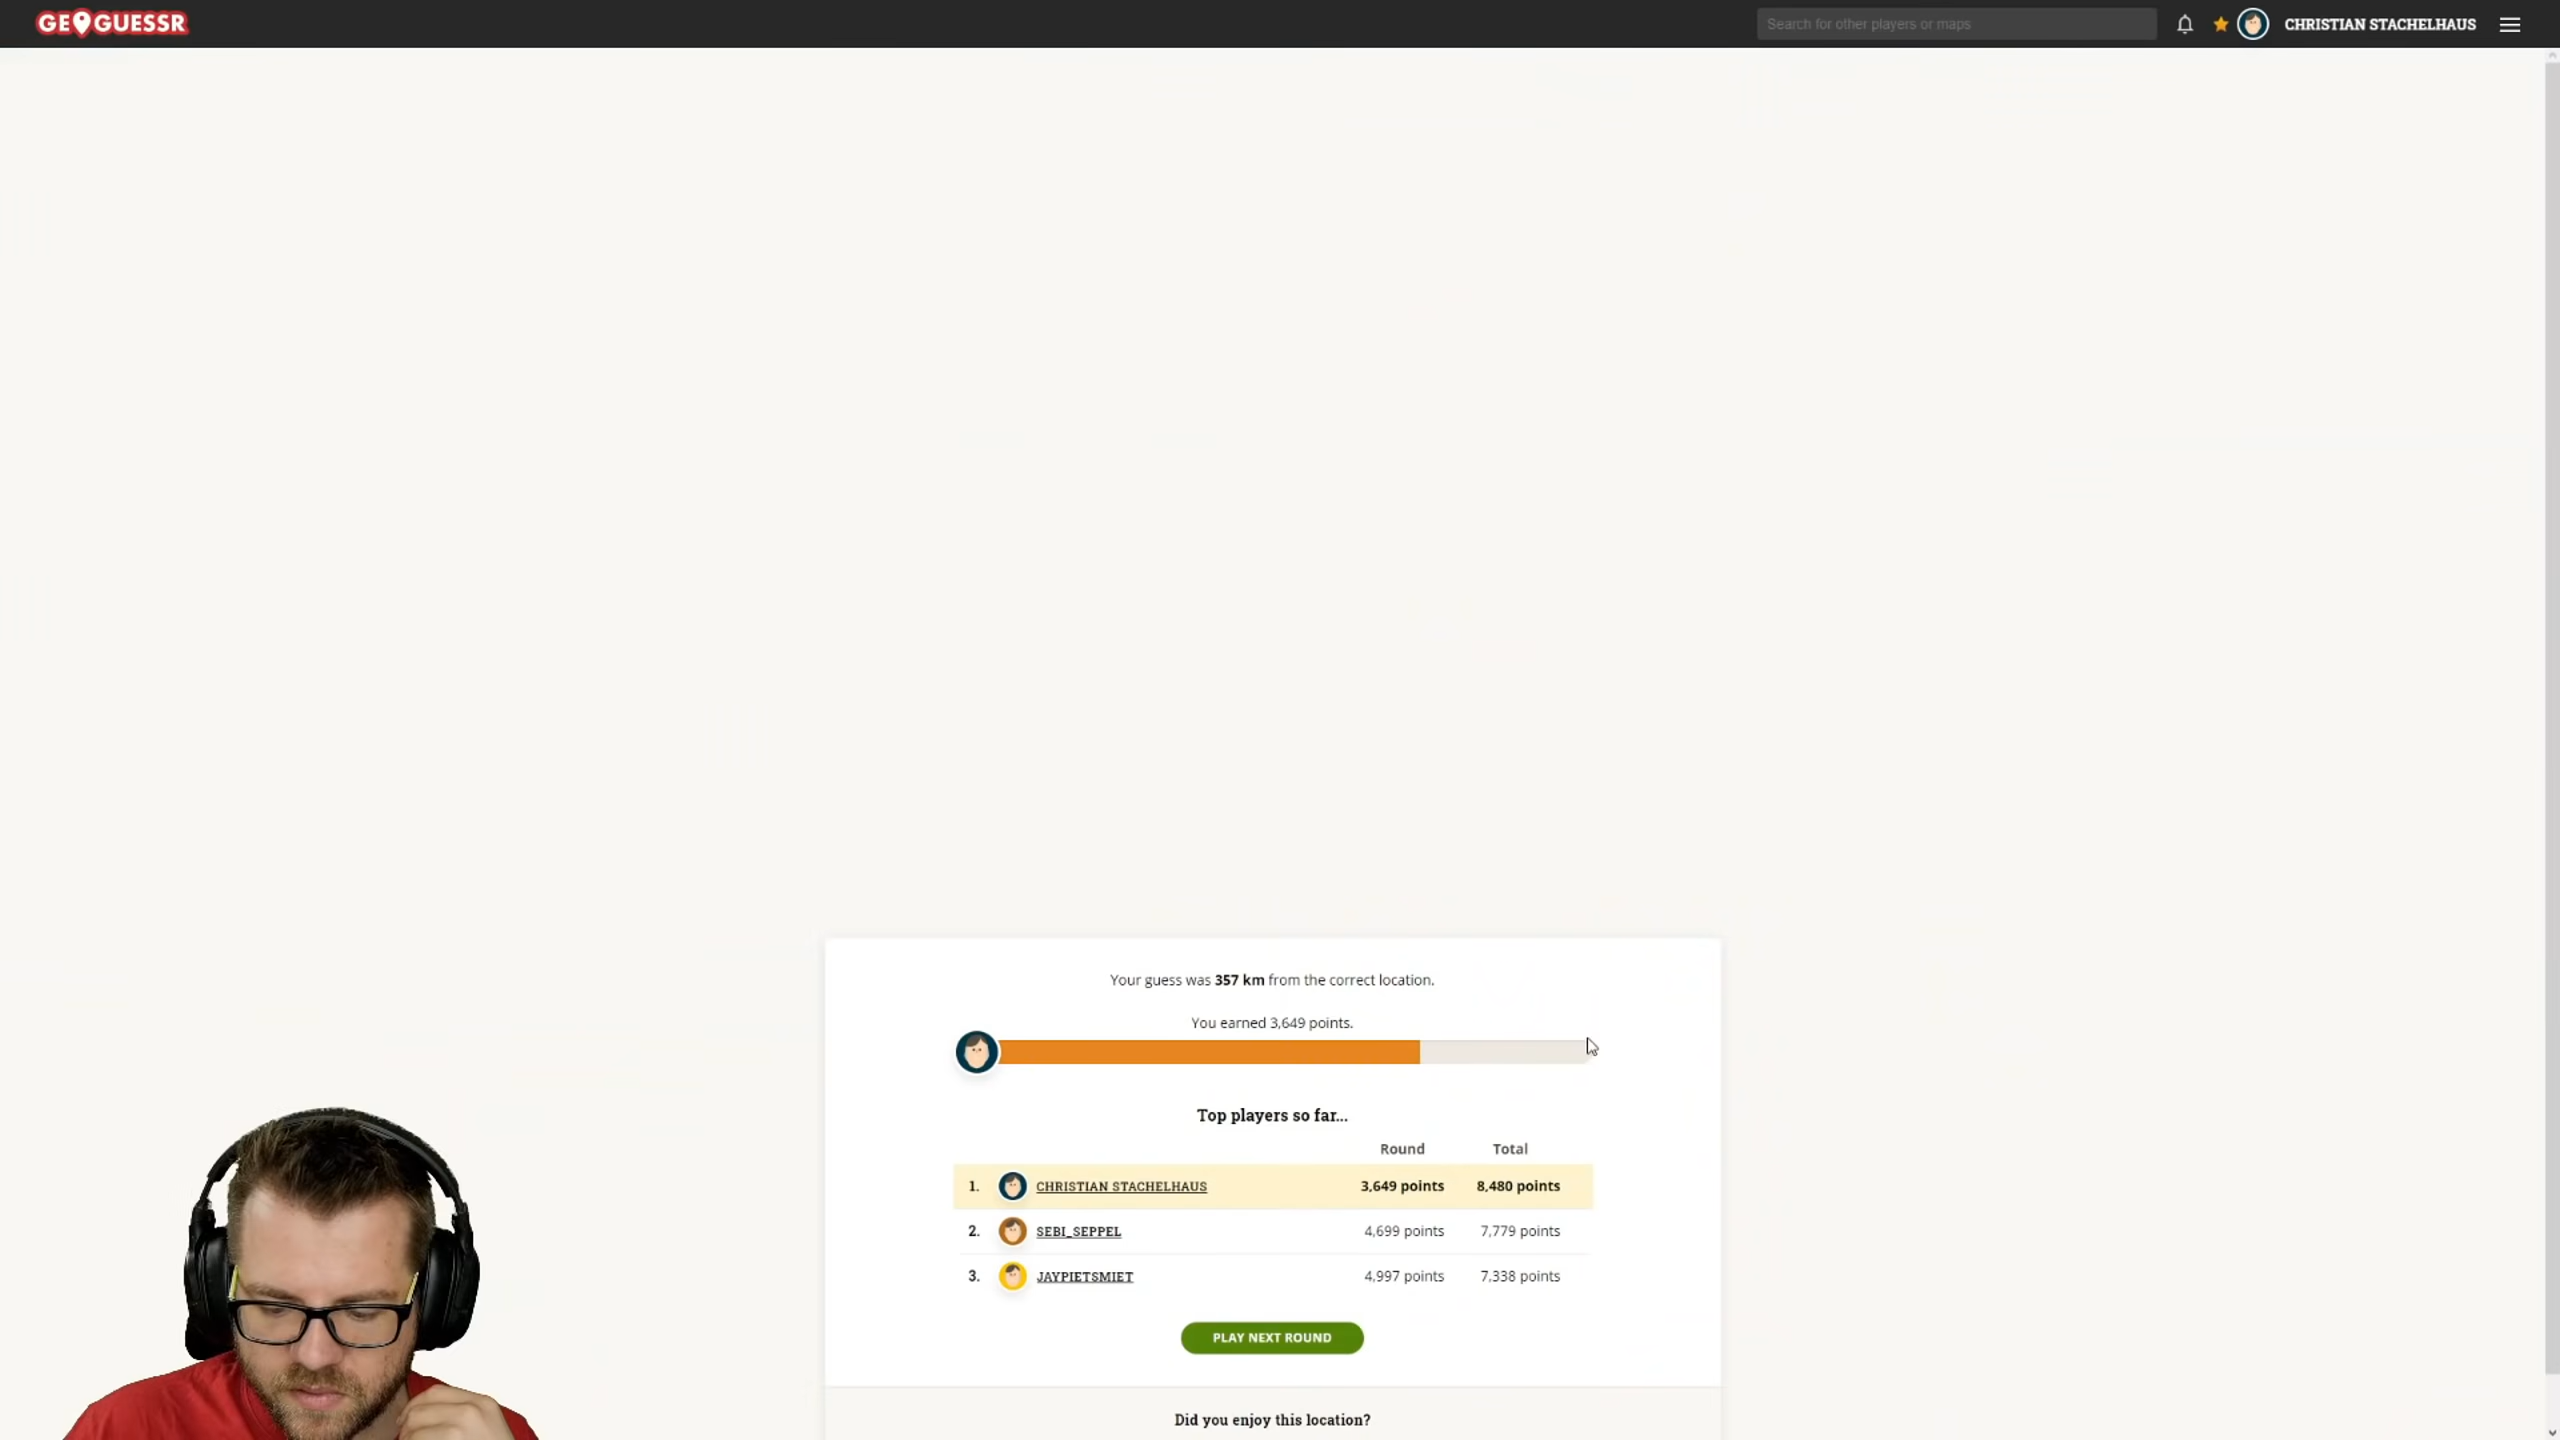 GEOGUESSR
Search for other players or maps
CHRISTIAN STACHELHAUS
Your guess was 357 km from the correct location.
You earned 3,649 points.
Top players so far...
Round Total
1. CHRISTIAN STACHELHAUS 3,649 points 8,480 points
2. SEBI_SEPPEL 4,699 points 7,779 points
3. JAYPIETSMIET 4,997 points 7,338 points
PLAY NEXT ROUND
Did you enjoy this location?